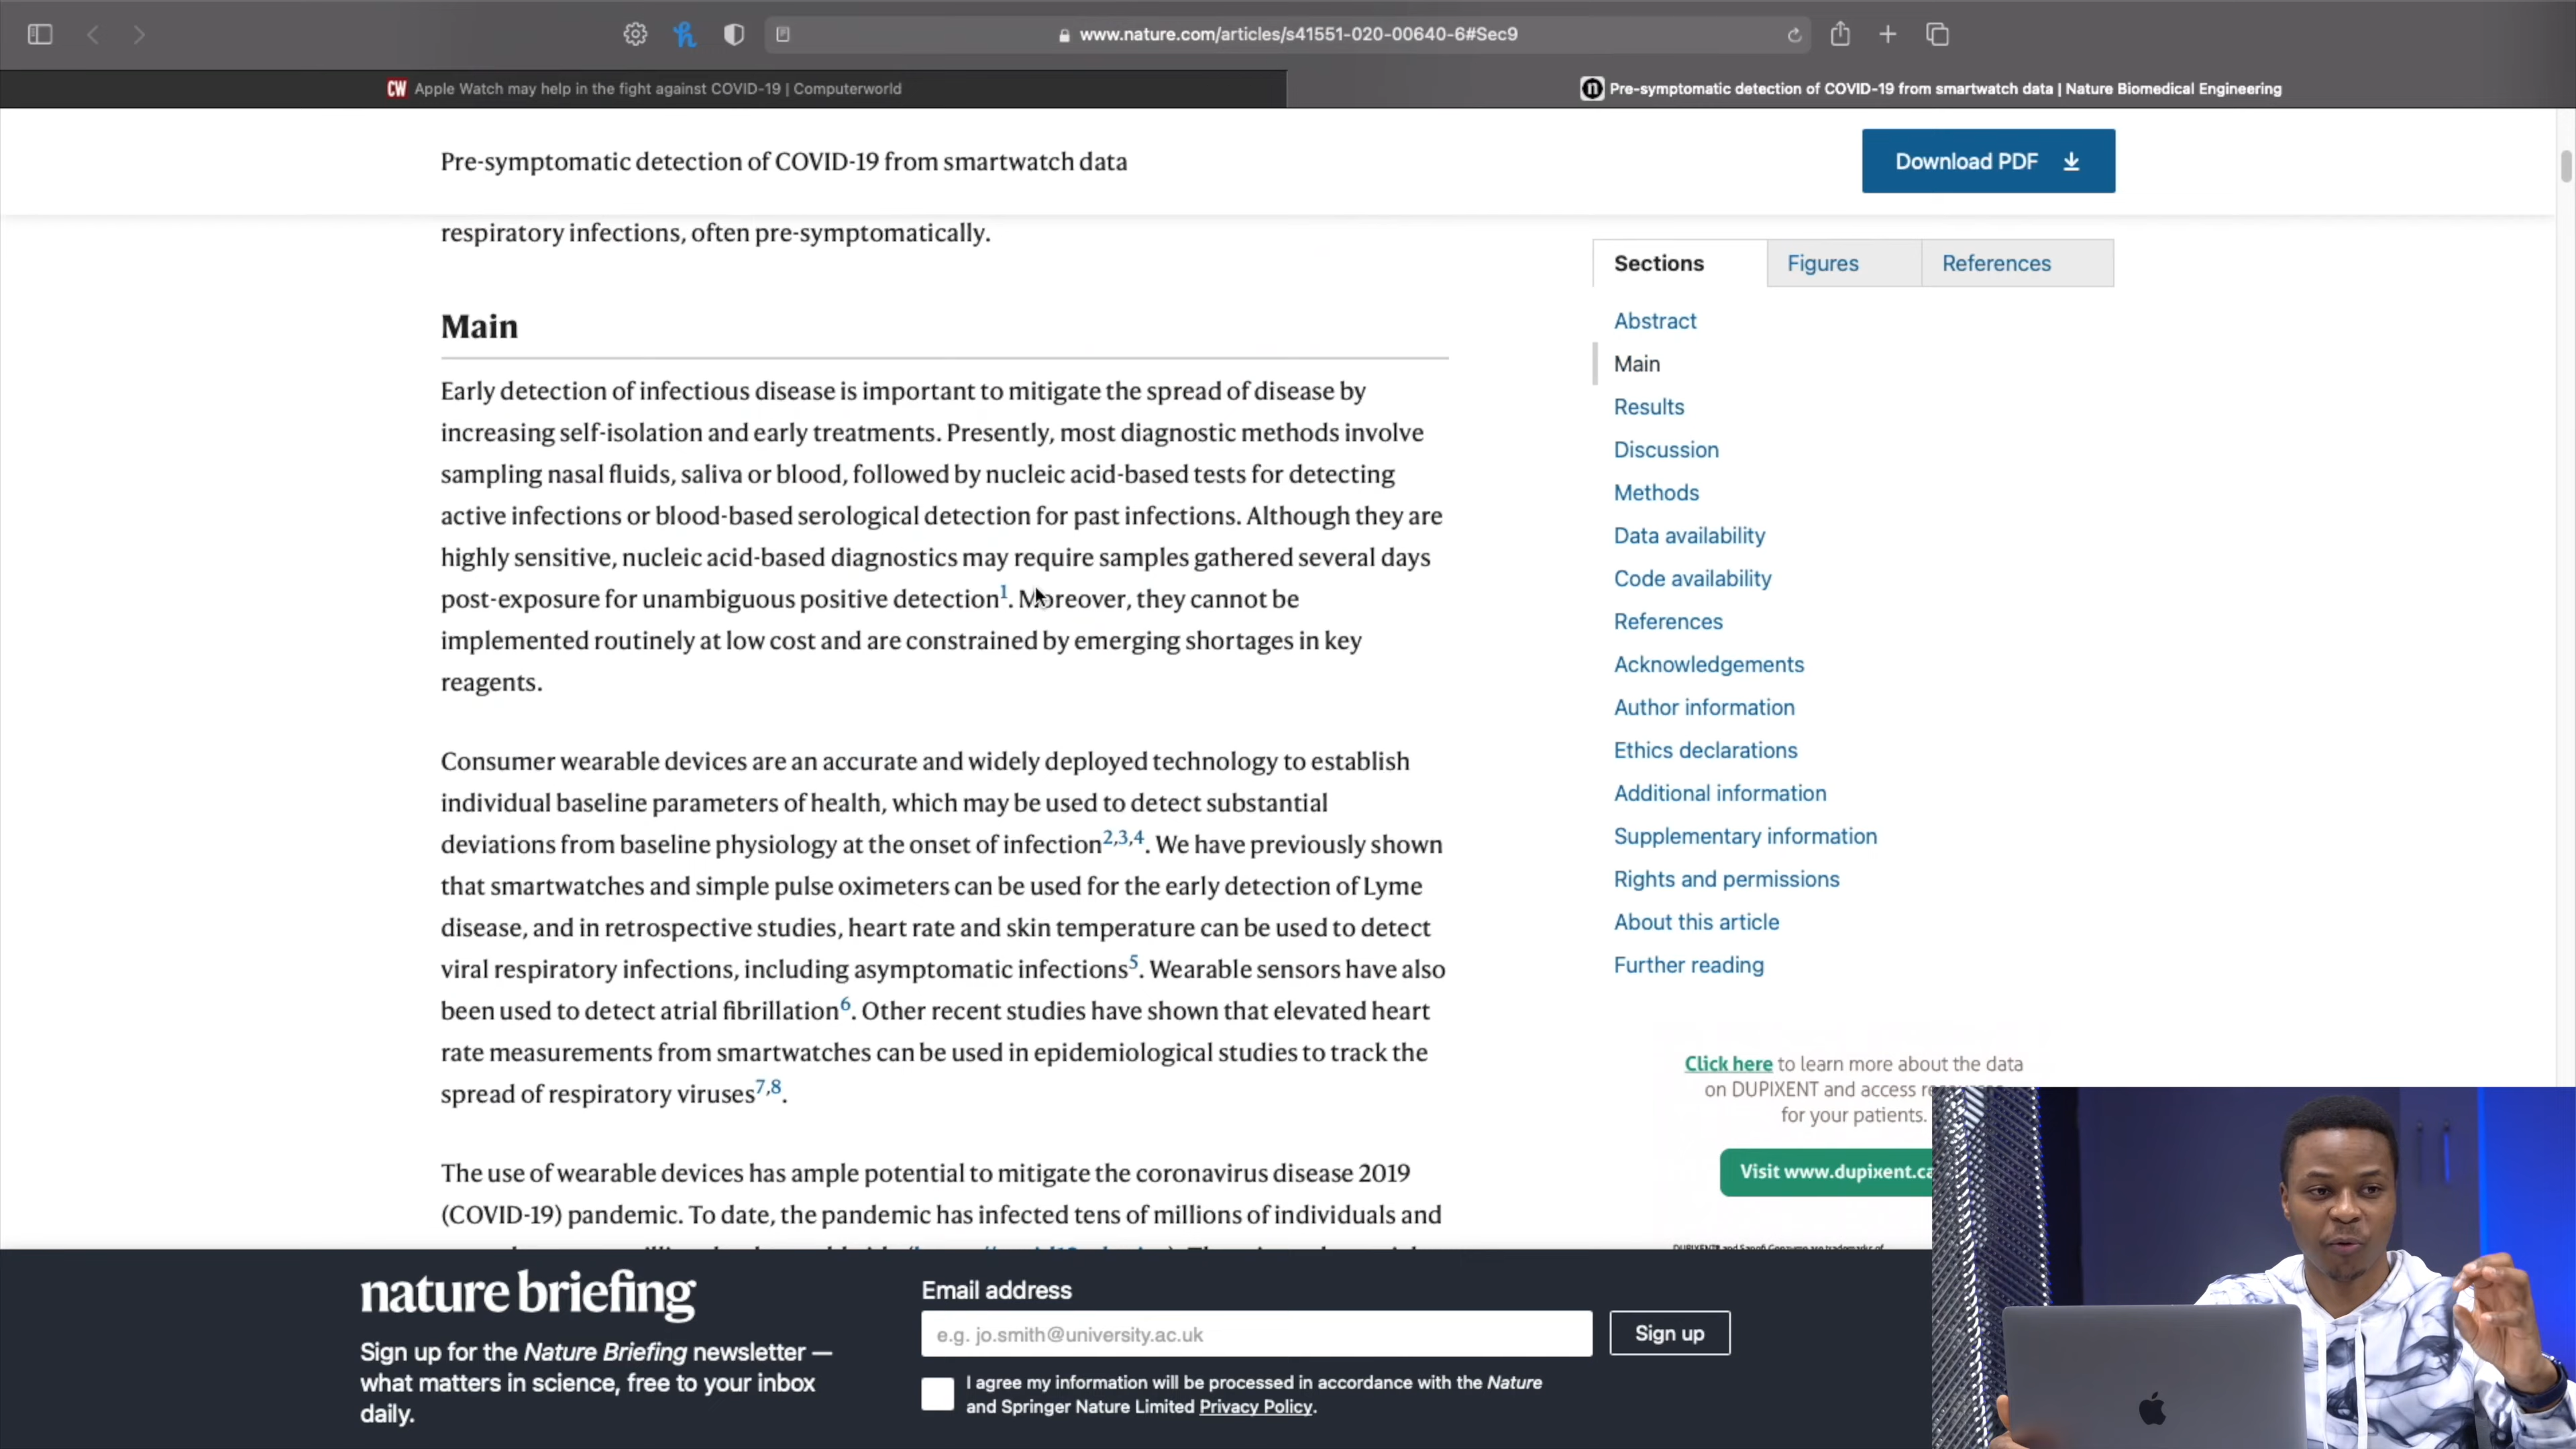 www.nature.com/articles/s41551-020-00640-6#Sec9
CW Apple Watch may help in the fight against COVID-19 | Computerworld
n Pre-symptomatic detection of COVID-19 from smartwatch data | Nature Biomedical Engineering
Pre-symptomatic detection of COVID-19 from smartwatch data
Download PDF
respiratory infections, often pre-symptomatically.
Main
Early detection of infectious disease is important to mitigate the spread of disease by
increasing self-isolation and early treatments. Presently, most diagnostic methods involve
sampling nasal fluids, saliva or blood, followed by nucleic acid-based tests for detecting
active infections or blood-based serological detection for past infections. Although they are
highly sensitive, nucleic acid-based diagnostics may require samples gathered several days
post-exposure for unambiguous positive detection1. Moreover, they cannot be
implemented routinely at low cost and are constrained by emerging shortages in key
reagents.
Consumer wearable devices are an accurate and widely deployed technology to establish
individual baseline parameters of health, which may be used to detect substantial
deviations from baseline physiology at the onset of infection2,3,4. We have previously shown
that smartwatches and simple pulse oximeters can be used for the early detection of Lyme
disease, and in retrospective studies, heart rate and skin temperature can be used to detect
viral respiratory infections, including asymptomatic infections5. Wearable sensors have also
been used to detect atrial fibrillation6. Other recent studies have shown that elevated heart
rate measurements from smartwatches can be used in epidemiological studies to track the
spread of respiratory viruses7,8.
The use of wearable devices has ample potential to mitigate the coronavirus disease 2019
(COVID-19) pandemic. To date, the pandemic has infected tens of millions of individuals and
Sections
Figures
References
Abstract
Main
Results
Discussion
Methods
Data availability
Code availability
References
Acknowledgements
Author information
Ethics declarations
Additional information
Supplementary information
Rights and permissions
About this article
Further reading
Click here to learn more about the data
on DUPIXENT and access
for your patients.
Visit www.dupixent.ca
nature briefing
Sign up for the Nature Briefing newsletter —
what matters in science, free to your inbox
daily.
Email address
e.g. jo.smith@university.ac.uk
Sign up
I agree my information will be processed in accordance with the Nature
and Springer Nature Limited Privacy Policy.